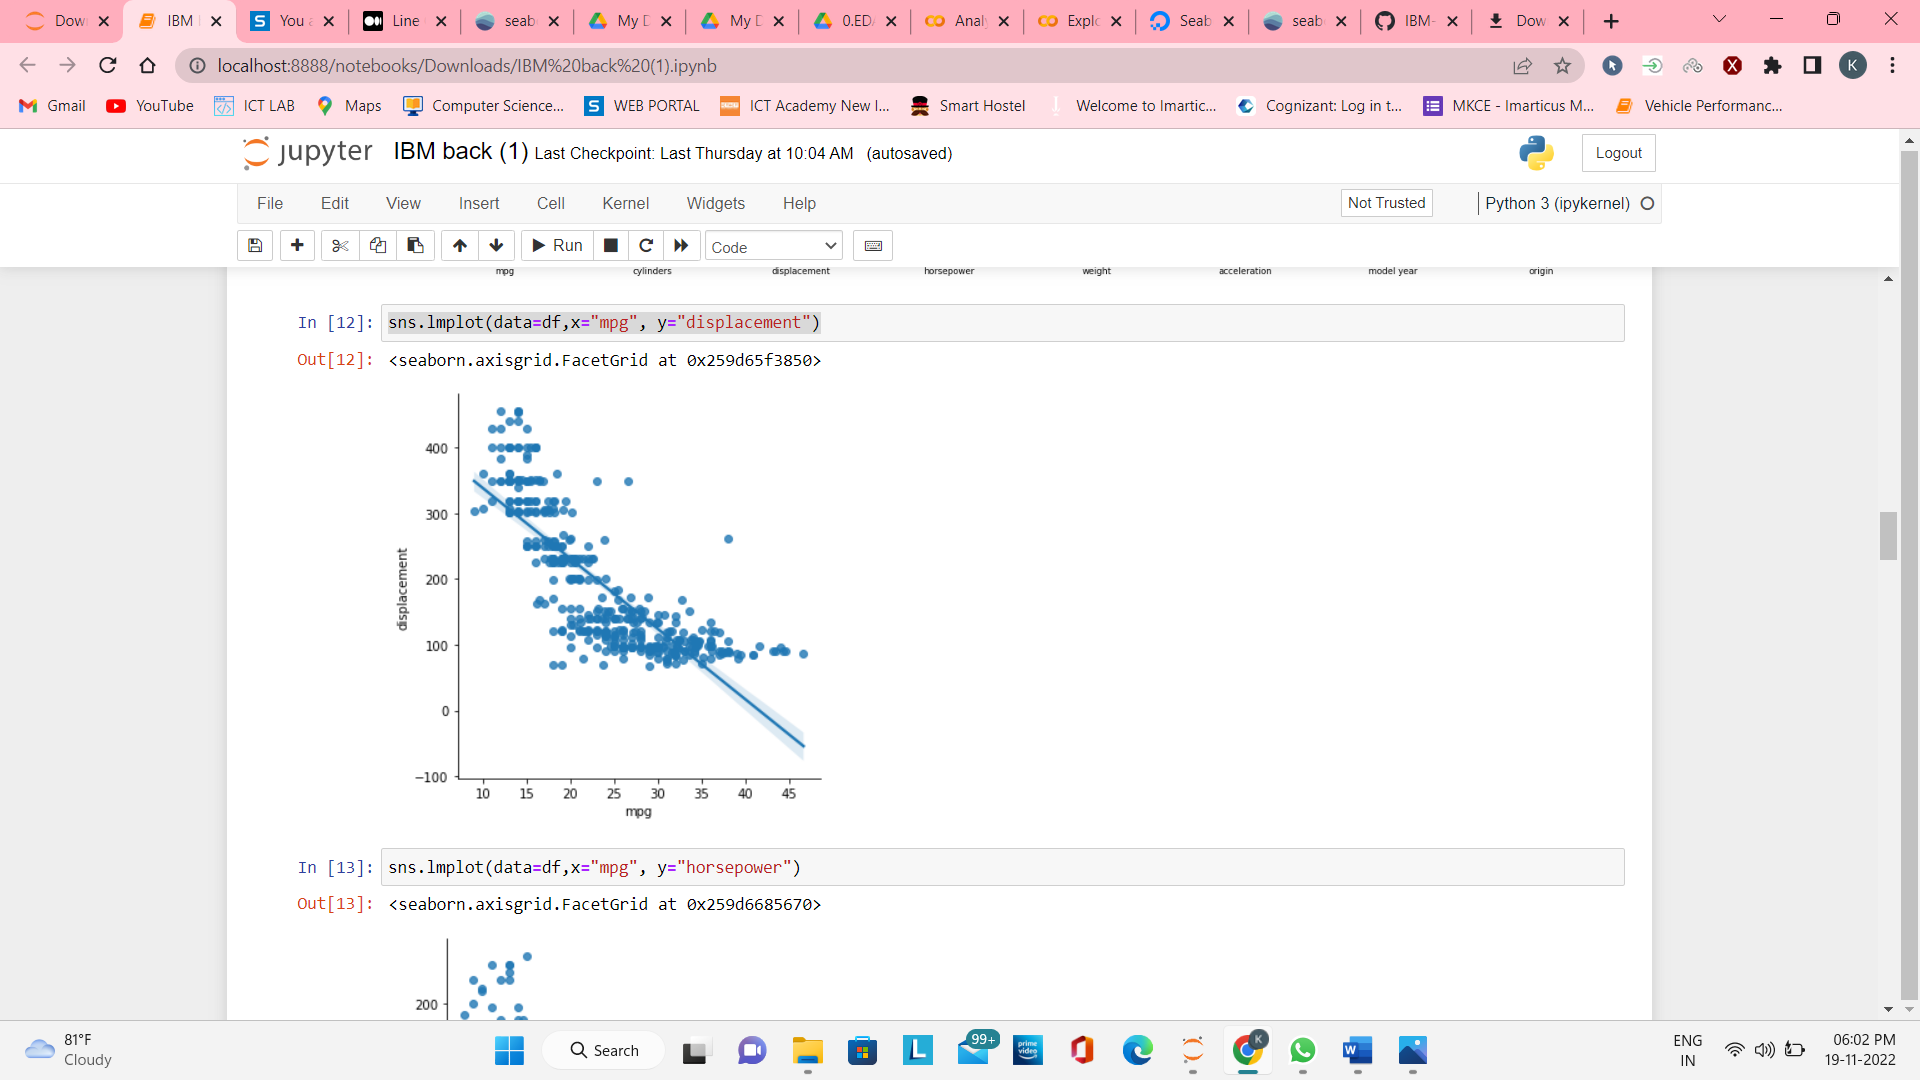 Dow
IBM
You a
Line
seab
My D
My D
0.ED
Analy
Explo
Seab
seab
IBM-
Dow
localhost:8888/notebooks/Downloads/IBM%20back%20(1).ipynb
K
Gmail
YouTube
ICT LAB
Maps
Computer Science...
WEB PORTAL
ICT Academy New I...
Smart Hostel
Welcome to Imartic...
Cognizant: Log in t...
MKCE - Imarticus M...
Vehicle Performanc...
jupyter IBM back (1) Last Checkpoint: Last Thursday at 10:04 AM (autosaved)
Logout
File Edit View Insert Cell Kernel Widgets Help
Not Trusted
Python 3 (ipykernel)
Run
Code
mpg cylinders displacement horsepower weight acceleration model year origin
In [12]: sns.lmplot(data=df,x="mpg", y="displacement")
Out[12]: <seaborn.axisgrid.FacetGrid at 0x259d65f3850>
400
300
200
100
0
−100
displacement
10 15 20 25 30 35 40 45
mpg
In [13]: sns.lmplot(data=df,x="mpg", y="horsepower")
Out[13]: <seaborn.axisgrid.FacetGrid at 0x259d6685670>
200
81°F
Cloudy
Search
L
99+
prime
video
K
W
ENG
IN
06:02 PM
19-11-2022